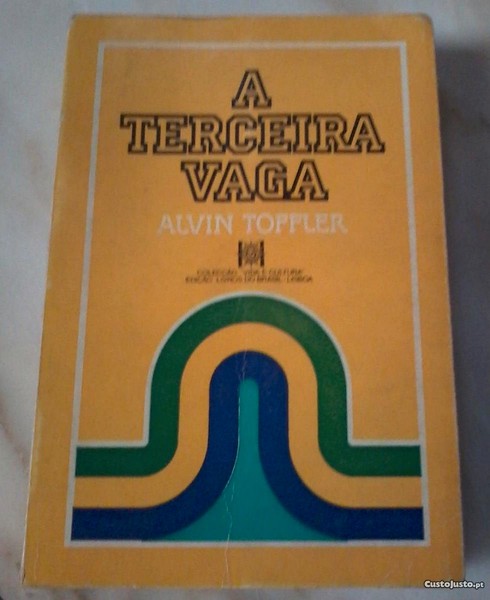 A
TERCEIRA
VAGA
ALVIN TOFFLER
COLECÇÃO "VIDA E CULTURA"
EDIÇÃO LIVROS DO BRASIL - LISBOA
CustoJusto.pt